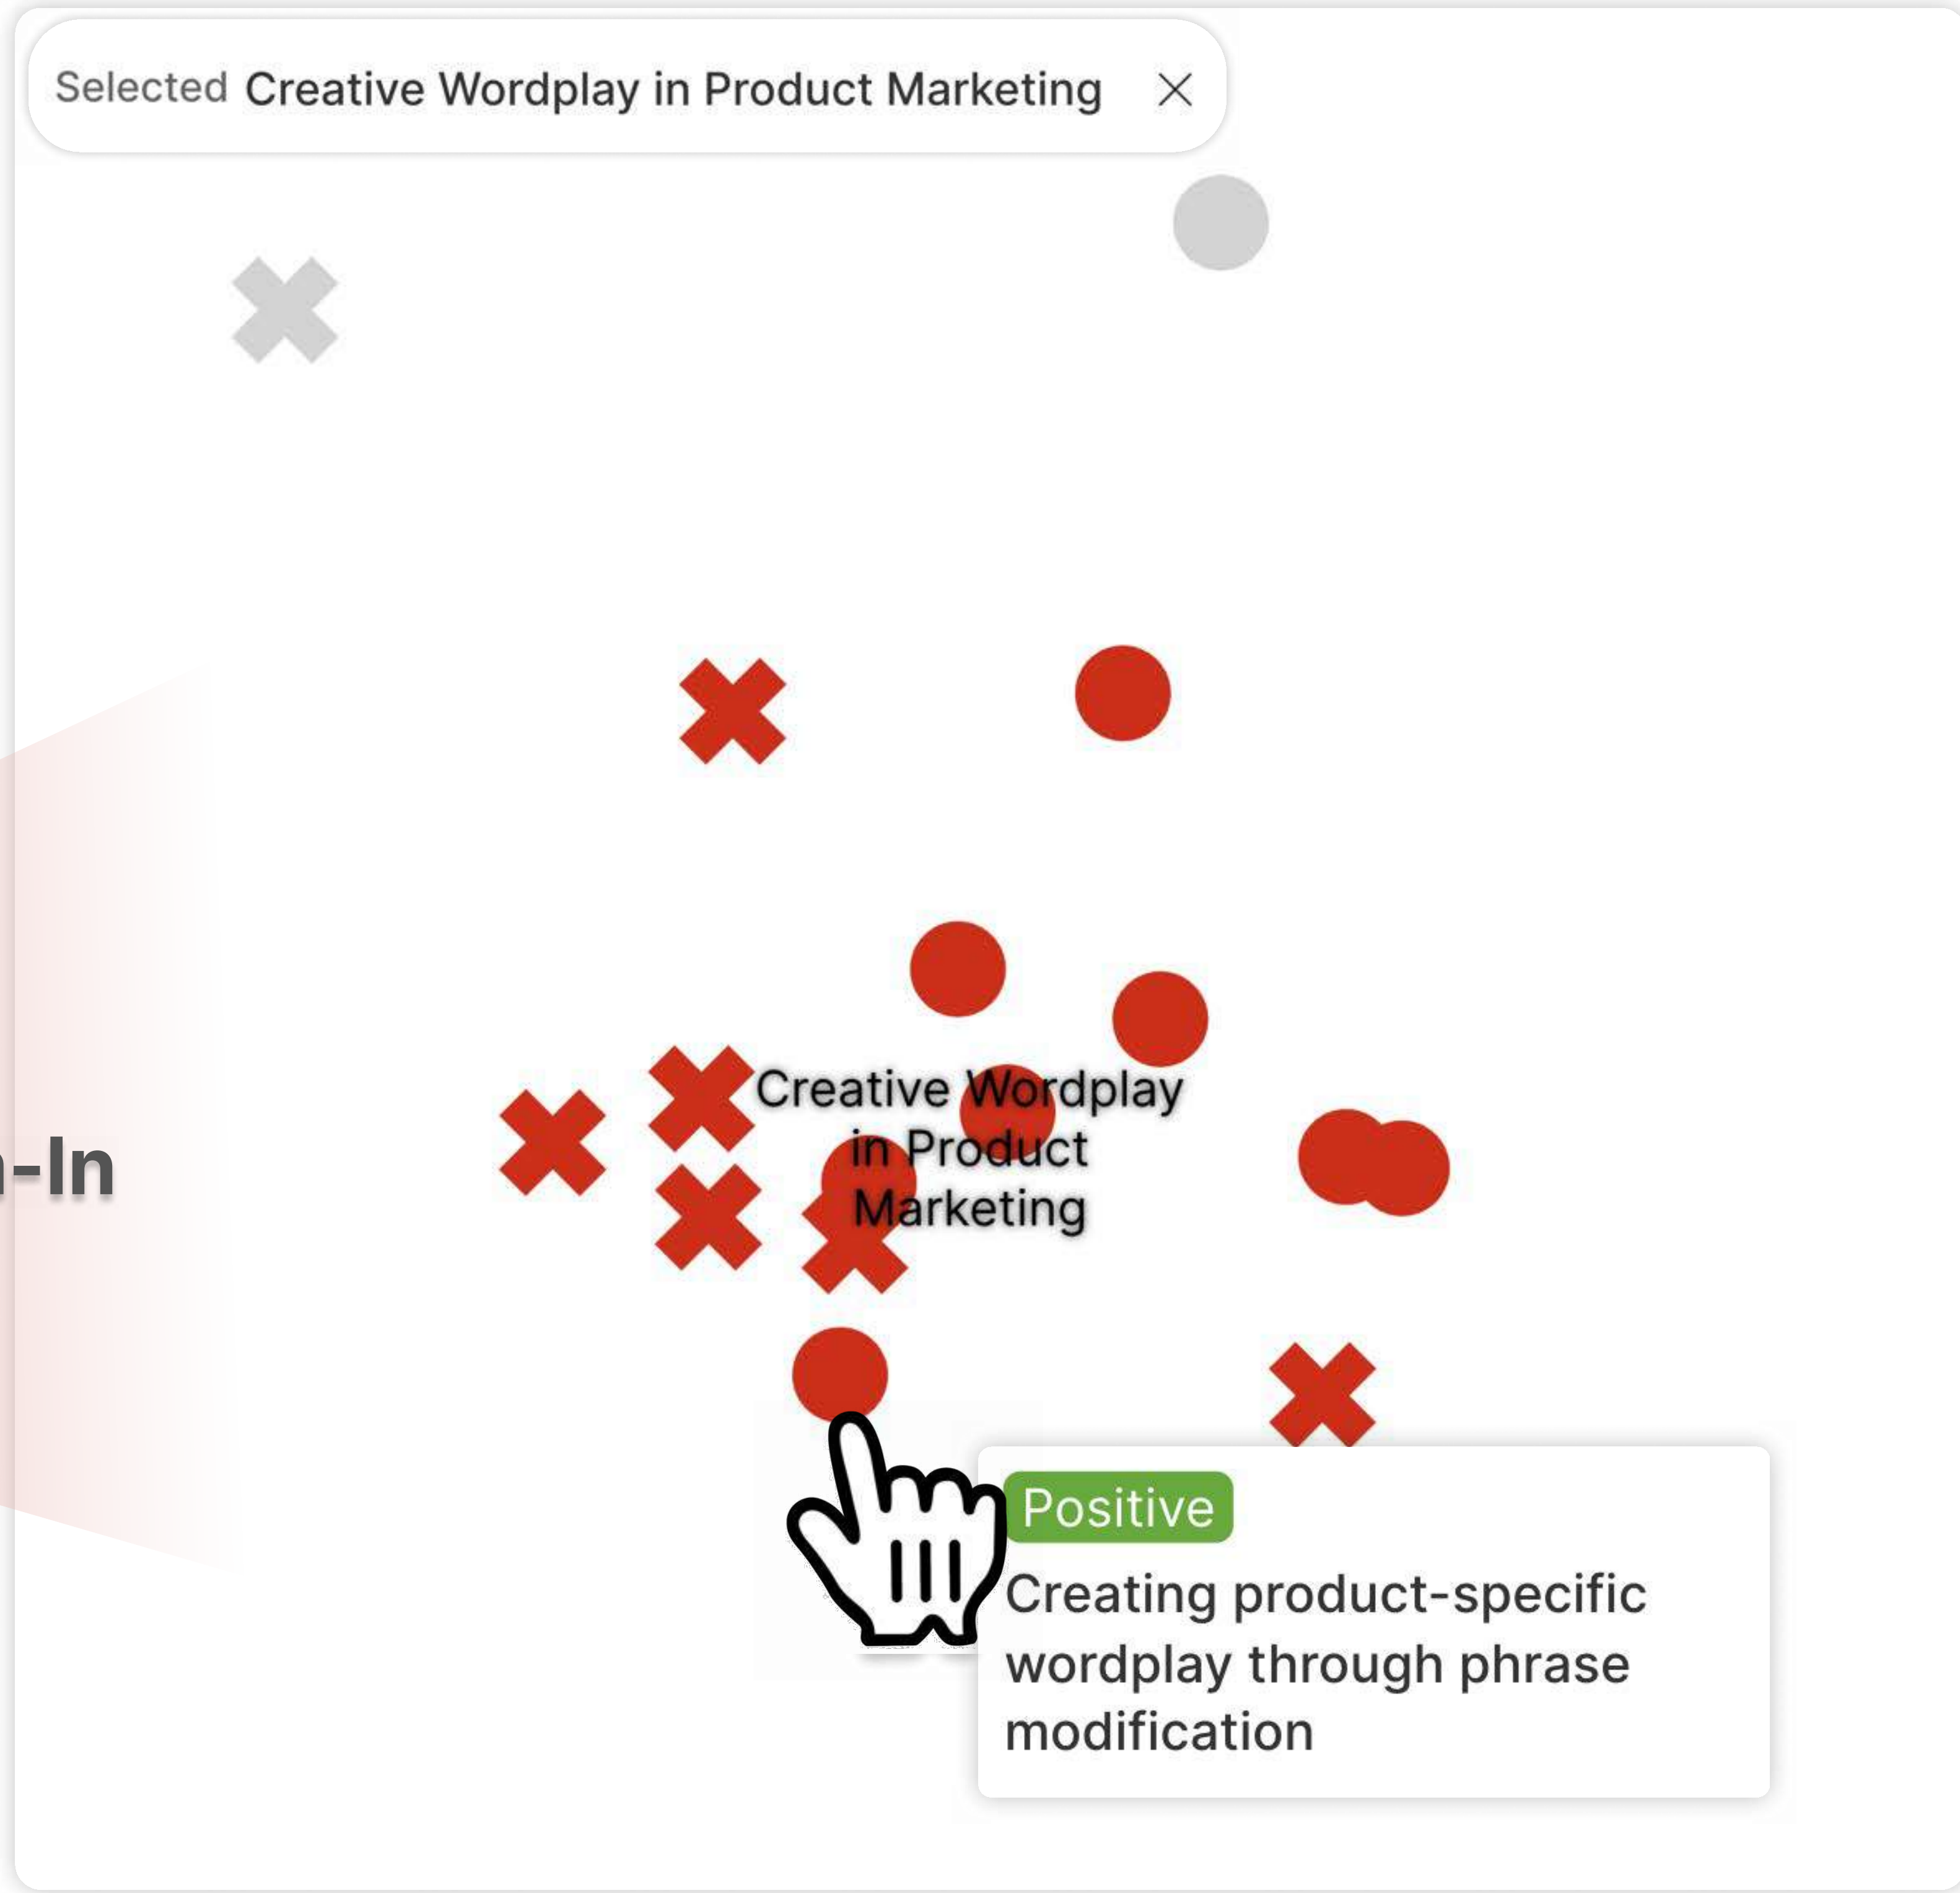 Selected Creative Wordplay in Product Marketing
Creative Wordplay
in Product
Marketing
-In
Positive
Creating product-specific
wordplay through phrase
modification